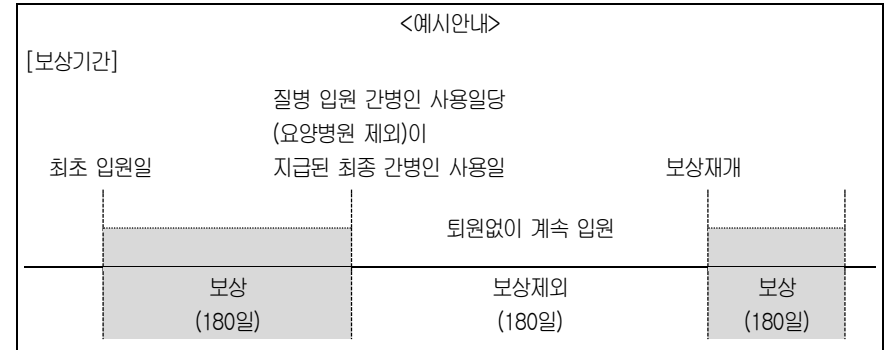 <예시안내>
[보상기간]
질병 입원 간병인 사용일당
(요양병원 제외)이
최초 입원일 지급된 최종 간병인 사용일 보상재개
퇴원없이 계속 입원
보상 보상제외 보상
(180일) (180일) (180일)